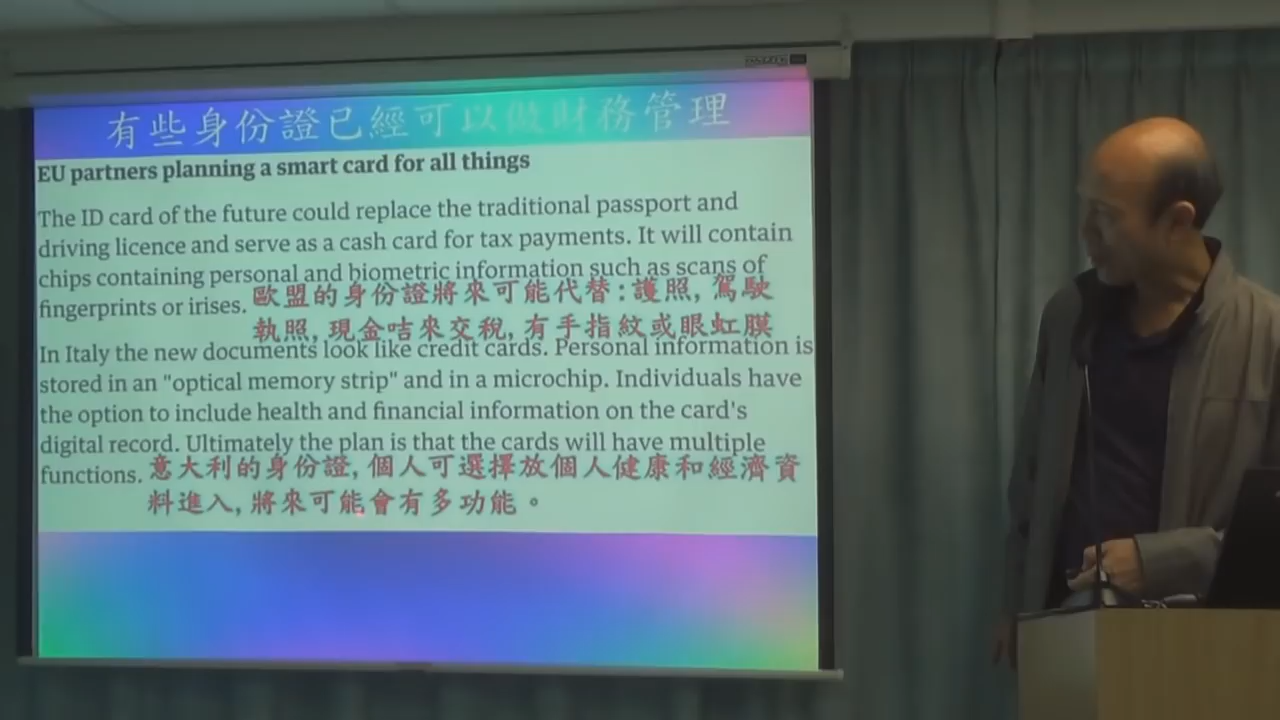 有些身份證已經可以做財務管理
EU partners planning a smart card for all things
The ID card of the future could replace the traditional passport and
driving licence and serve as a cash card for tax payments. It will contain
chips containing personal and biometric information such as scans of
fingerprints or irises. 歐盟的身份證將來可能代替:護照, 駕駛
執照, 現金咭來交稅, 有手指紋或眼虹膜
In Italy the new documents look like credit cards. Personal information is
stored in an "optical memory strip" and in a microchip. Individuals have
the option to include health and financial information on the card's
digital record. Ultimately the plan is that the cards will have multiple
functions. 意大利的身份證, 個人可選擇放個人健康和經濟資
料進入, 將來可能會有多功能。